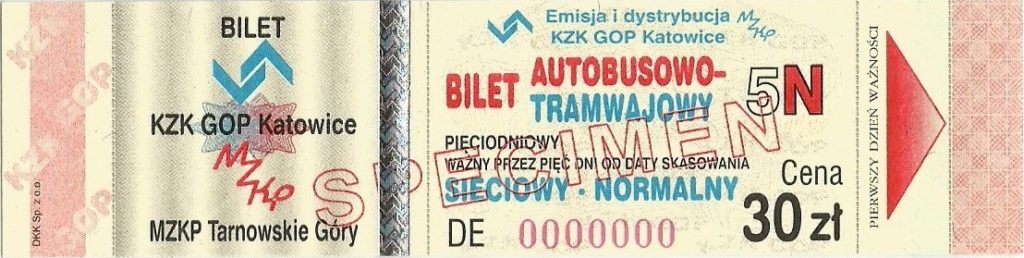 KZK GOP
DKK Sp. z o.o.
BILET
KZK GOP Katowice
MZKP
MZKP Tarnowskie Góry
Emisja i dystrybucja MZKP
KZK GOP Katowice
BILET AUTOBUSOWO-
TRAMWAJOWY 5N
PIĘCIODNIOWY
WAŻNY PRZEZ PIĘĆ DNI OD DATY SKASOWANIA
SIECIOWY · NORMALNY
DE 0000000
Cena
30 zł
SPECIMEN
PIERWSZY DZIEŃ WAŻNOŚCI